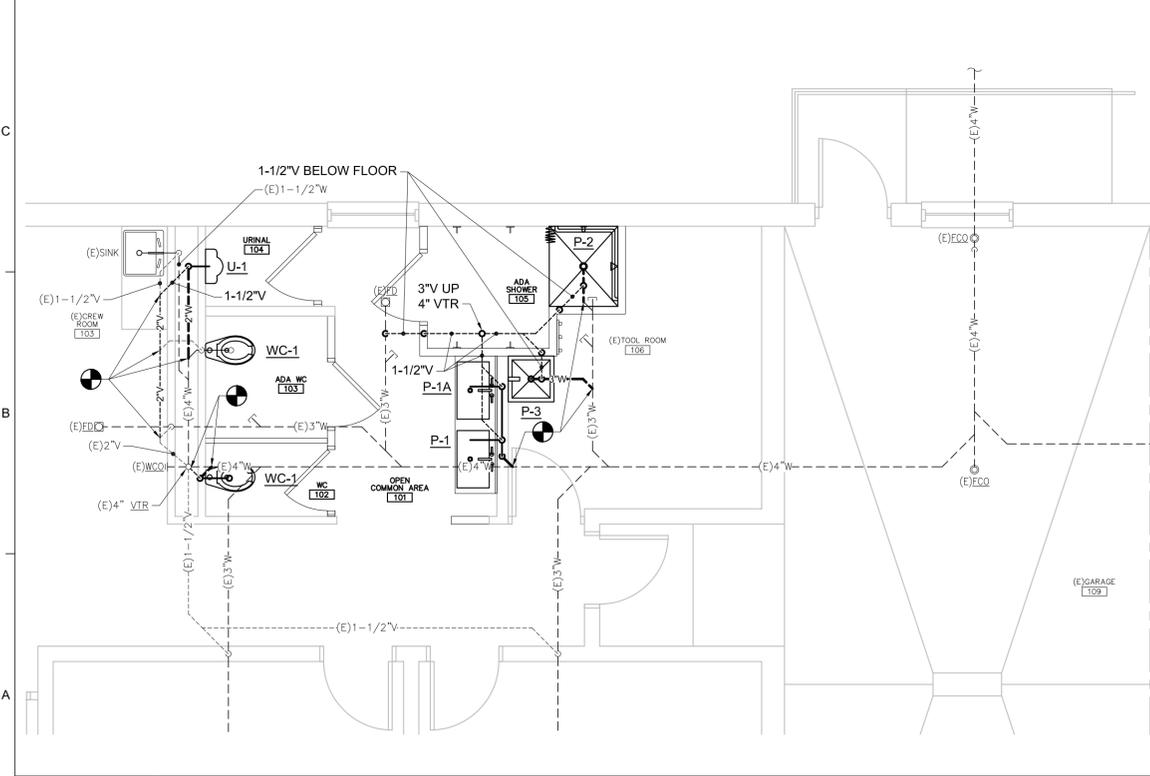 C
B
A
(E)4"W
1-1/2"V BELOW FLOOR
(E)1-1/2"W
(E)FCO
(E)SINK
URINAL
104
U-1
P-2
(E)FD
ADA
SHOWER
105
3"V UP
4" VTR
(E)1-1/2"V
1-1/2"V
(E)CREW
ROOM
103
2"V
2"W
(E)TOOL ROOM
106
(E)4"W
WC-1
1-1/2"V
ADA WC
103
P-1A
3"W
2"V
(E)4"W
(E)3"W
(E)3"W
P-3
(E)FD
(E)3"W
P-1
(E)2"V
(E)WCO
(E)4"W
(E)4"W
(E)4"W
WC-1
WC
102
OPEN
COMMON AREA
101
(E)FCO
(E)4" VTR
(E)1-1/2"V
(E)3"W
(E)3"W
(E)GARAGE
109
(E)1-1/2"V